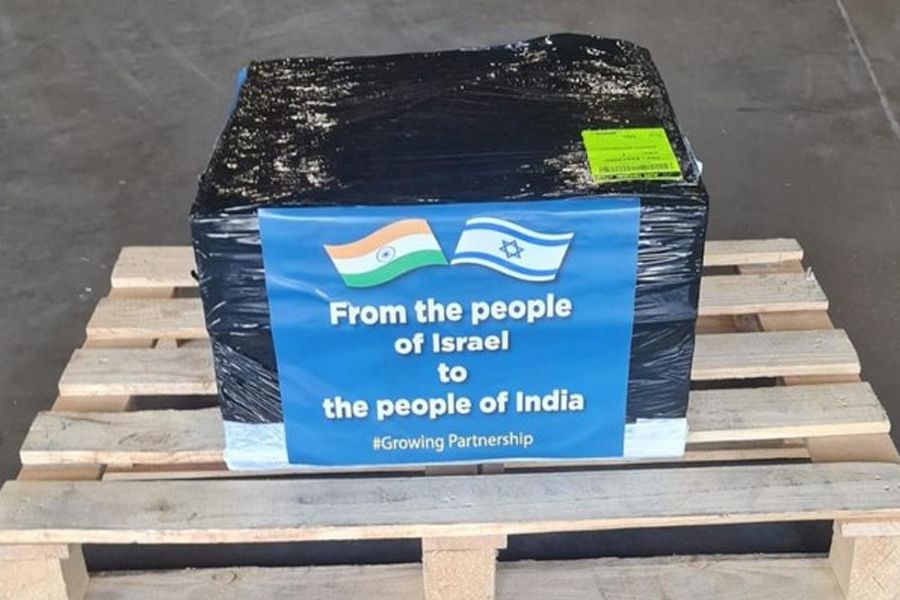 From the people
of Israel
to
the people of India
#Growing Partnership